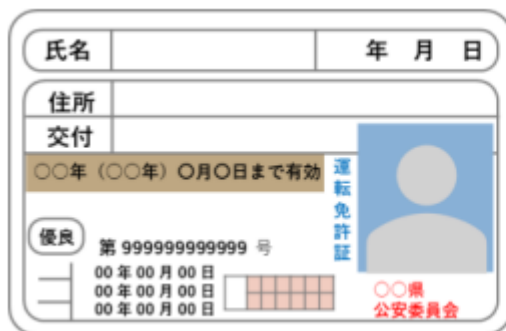 氏名 年 月 日
住所
交付
○○年（○○年）○月○日まで有効
運転免許証
優良
第 999999999999 号
00 年 00 月 00 日
00 年 00 月 00 日
00 年 00 月 00 日
○○県
公安委員会